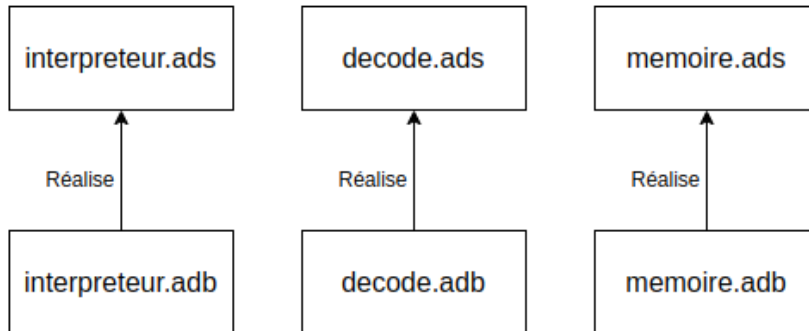 interpreteur.ads
decode.ads
memoire.ads
Réalise
Réalise
Réalise
interpreteur.adb
decode.adb
memoire.adb